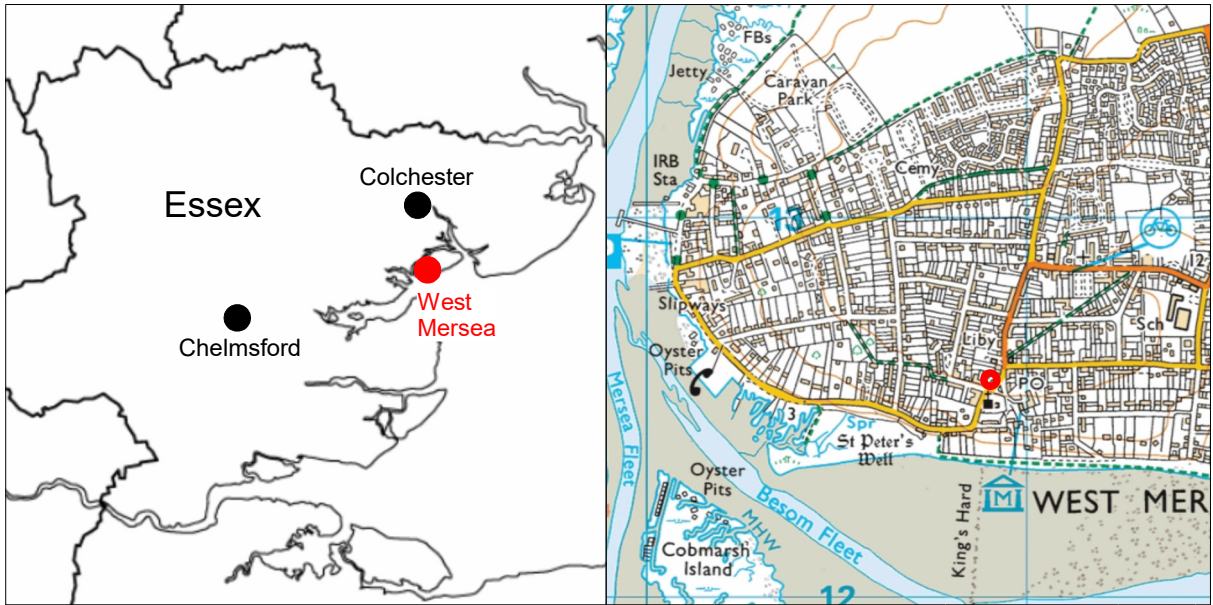 Colchester
Essex
West
Mersea
Chelmsford
FBs
Jetty
Caravan
Park
IRB
Sta
Cemy
13
12
Slipways
Sch
Liby
Oyster
Pits
PO
Mersea Fleet
3
Spr
St Peter's
Well
Oyster
Pits
Besom Fleet
MHW
King's Hard
M
WEST MER
Cobmarsh
Island
12